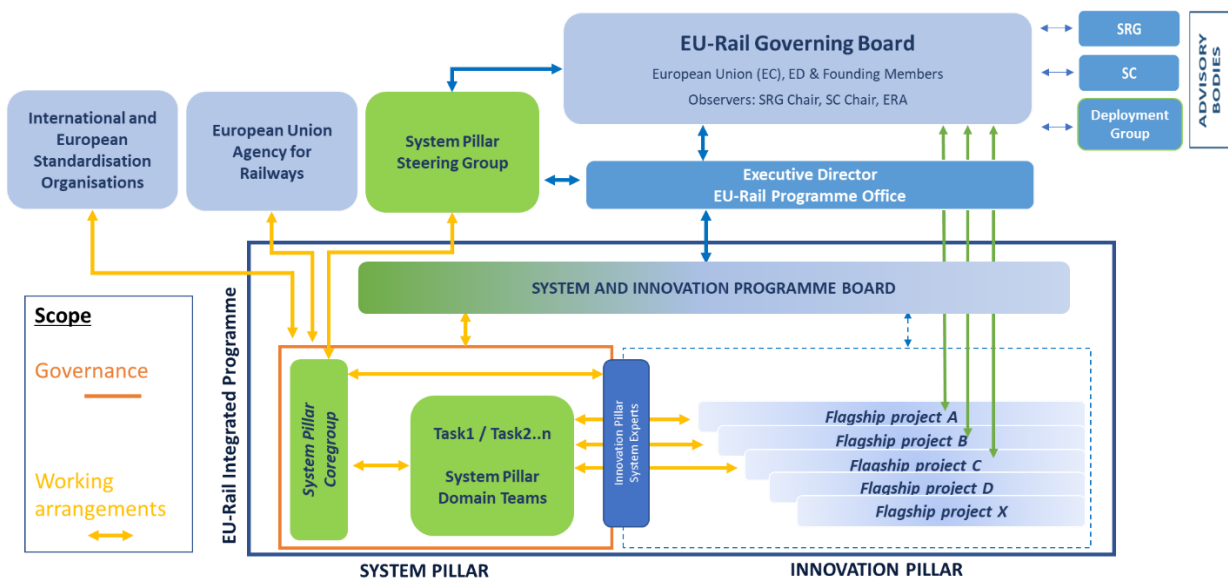 EU-Rail Governing Board
European Union (EC), ED & Founding Members
Observers: SRG Chair, SC Chair, ERA
SRG
SC
Deployment
Group
ADVISORY
BODIES
International and
European
Standardisation
Organisations
European Union
Agency for
Railways
System Pillar
Steering Group
Executive Director
EU-Rail Programme Office
EU-Rail Integrated Programme
SYSTEM AND INNOVATION PROGRAMME BOARD
Scope
Governance
Working
arrangements
System Pillar
Coregroup
Task1 / Task2..n
System Pillar
Domain Teams
Innovation Pillar
System Experts
Flagship project A
Flagship project B
Flagship project C
Flagship project D
Flagship project X
SYSTEM PILLAR
INNOVATION PILLAR